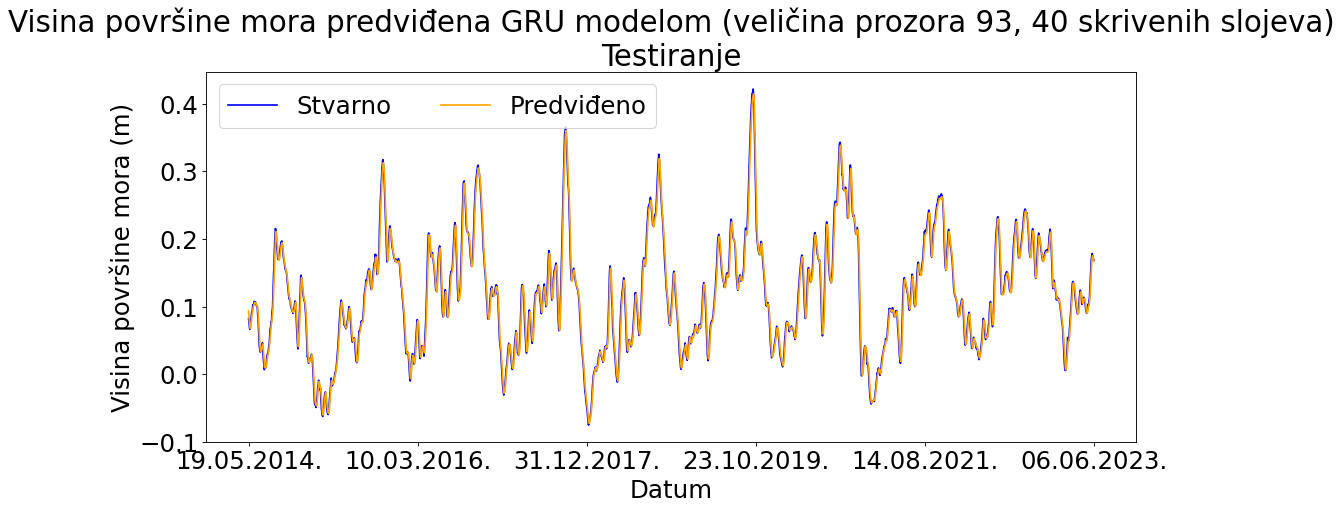 Visina površine mora predviđena GRU modelom (veličina prozora 93, 40 skrivenih slojeva)
Testiranje
Stvarno Predviđeno
Visina površine mora (m)
0.4
0.3
0.2
0.1
0.0
−0.1
19.05.2014. 10.03.2016. 31.12.2017. 23.10.2019. 14.08.2021. 06.06.2023.
Datum